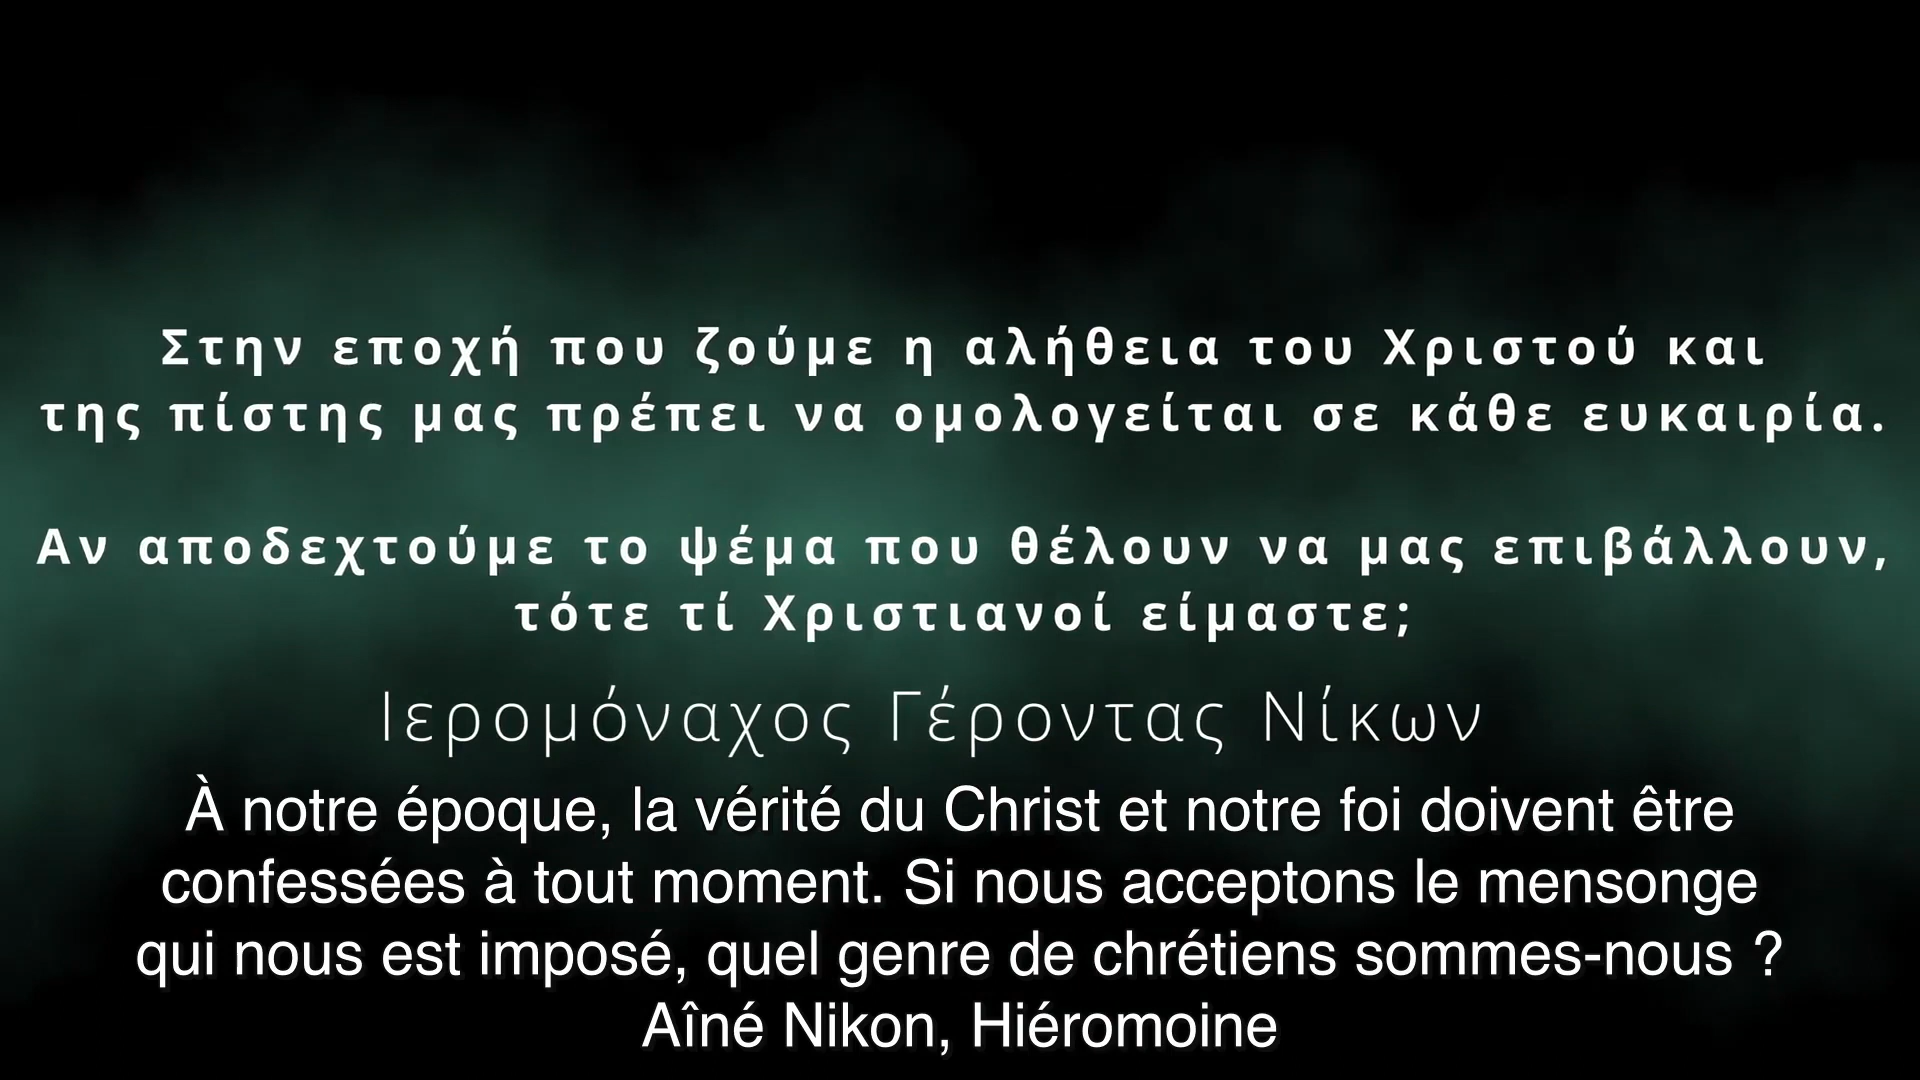 Στην εποχή που ζούμε η αλήθεια του Χριστού και
της πίστης μας πρέπει να ομολογείται σε κάθε ευκαιρία.
Αν αποδεχτούμε το ψέμα που θέλουν να μας επιβάλλουν,
τότε τί Χριστιανοί είμαστε;
Ιερομόναχος Γέροντας Νίκων
À notre époque, la vérité du Christ et notre foi doivent être
confessées à tout moment. Si nous acceptons le mensonge
qui nous est imposé, quel genre de chrétiens sommes-nous ?
Aîné Nikon, Hiéromoine